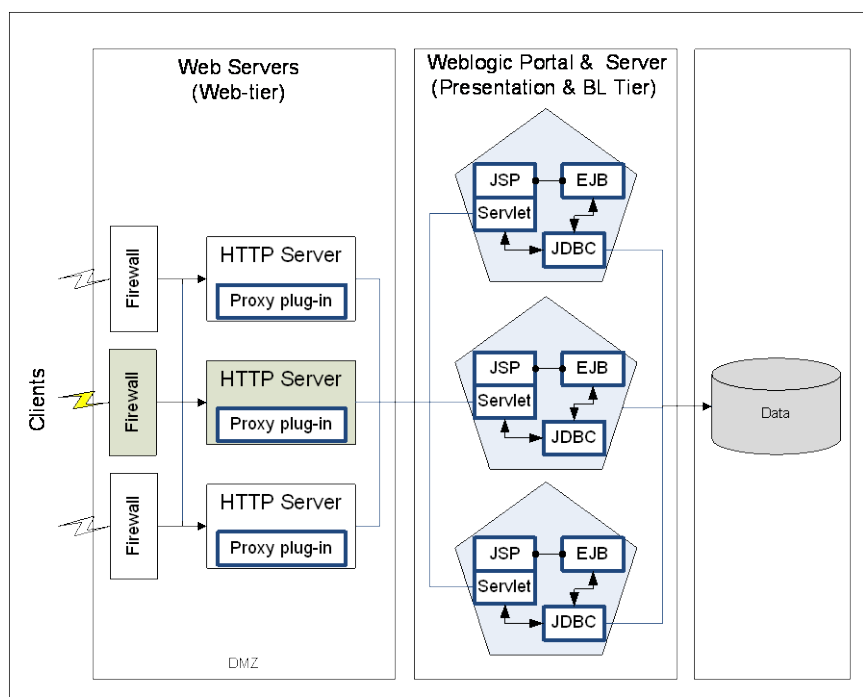 Web Servers
(Web-tier)
Weblogic Portal & Server
(Presentation & BL Tier)
Clients
Firewall
HTTP Server
Proxy plug-in
Firewall
HTTP Server
Proxy plug-in
Firewall
HTTP Server
Proxy plug-in
DMZ
JSP
EJB
Servlet
JDBC
JSP
EJB
Servlet
JDBC
JSP
EJB
Servlet
JDBC
Data